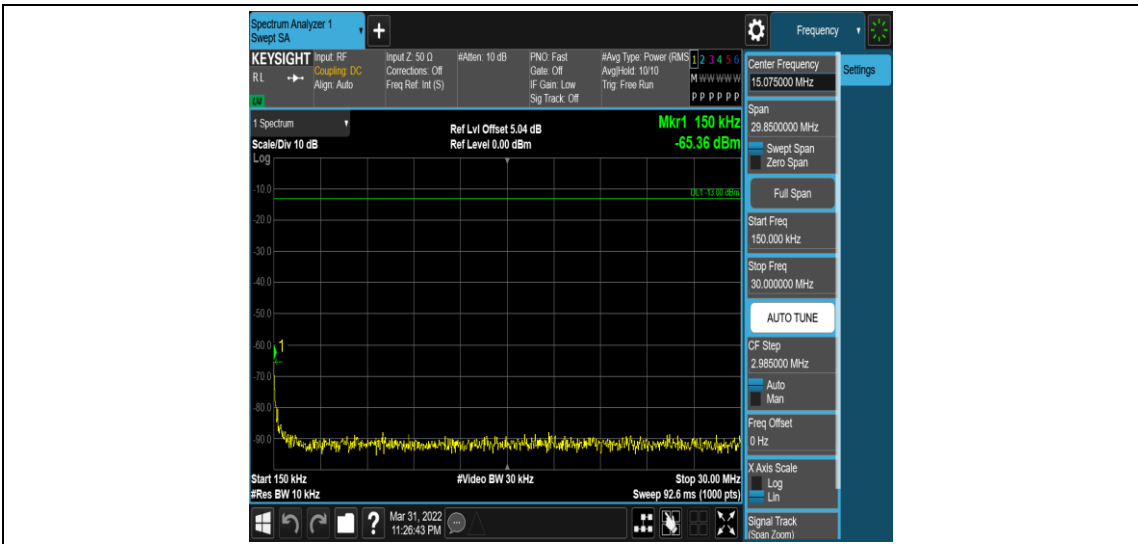 Spectrum Analyzer 1
Swept SA
Frequency
KEYSIGHT
RL
LXI
Input: RF
Coupling: DC
Align: Auto
Input Z: 50 Ω
Corrections: Off
Freq Ref: Int (S)
#Atten: 10 dB
PNO: Fast
Gate: Off
IF Gain: Low
Sig Track: Off
#Avg Type: Power (RMS
Avg|Hold: 10/10
Trig: Free Run
1 2 3 4 5 6
M W W W W W
P P P P P P
1 Spectrum
Scale/Div 10 dB
Log
Ref Lvl Offset 5.04 dB
Ref Level 0.00 dBm
Mkr1 150 kHz
-65.36 dBm
DL1 -13.00 dBm
-10.0
-20.0
-30.0
-40.0
-50.0
-60.0
1
-70.0
-80.0
-90.0
Start 150 kHz
#Res BW 10 kHz
#Video BW 30 kHz
Stop 30.00 MHz
Sweep 92.6 ms (1000 pts)
Center Frequency
15.075000 MHz
Settings
Span
29.8500000 MHz
Swept Span
Zero Span
Full Span
Start Freq
150.000 kHz
Stop Freq
30.000000 MHz
AUTO TUNE
CF Step
2.985000 MHz
Auto
Man
Freq Offset
0 Hz
X Axis Scale
Log
Lin
Signal Track
(Span Zoom)
?
Mar 31, 2022
11:26:43 PM